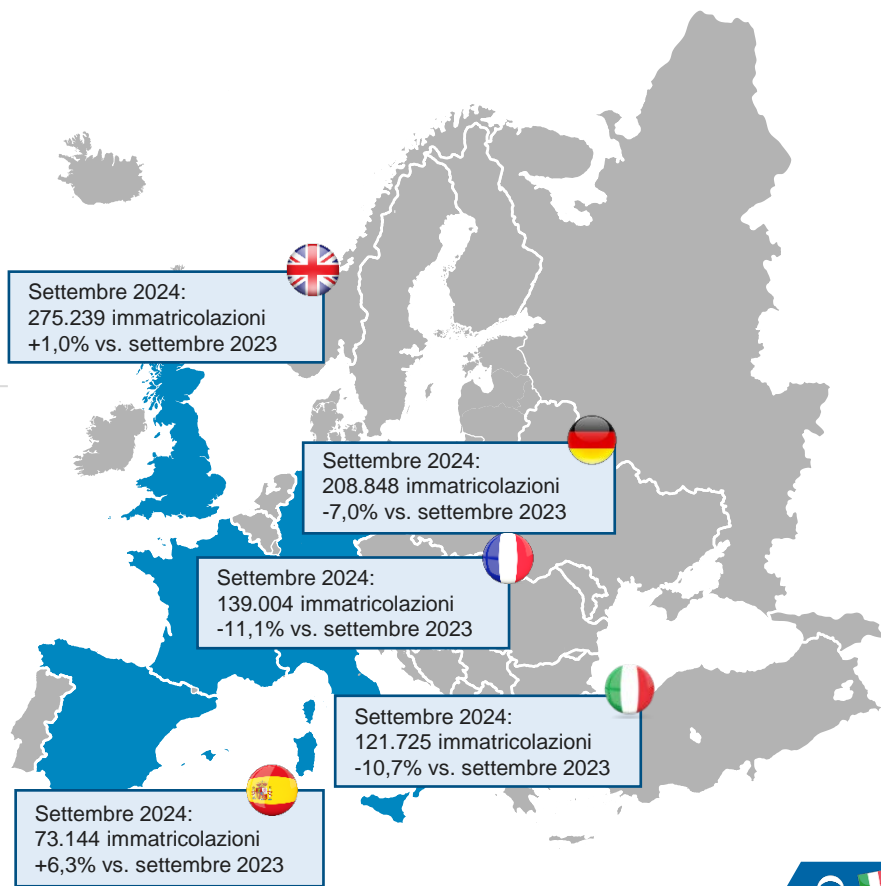 Settembre 2024:
275.239 immatricolazioni
+1,0% vs. settembre 2023
Settembre 2024:
208.848 immatricolazioni
-7,0% vs. settembre 2023
Settembre 2024:
139.004 immatricolazioni
-11,1% vs. settembre 2023
Settembre 2024:
121.725 immatricolazioni
-10,7% vs. settembre 2023
Settembre 2024:
73.144 immatricolazioni
+6,3% vs. settembre 2023